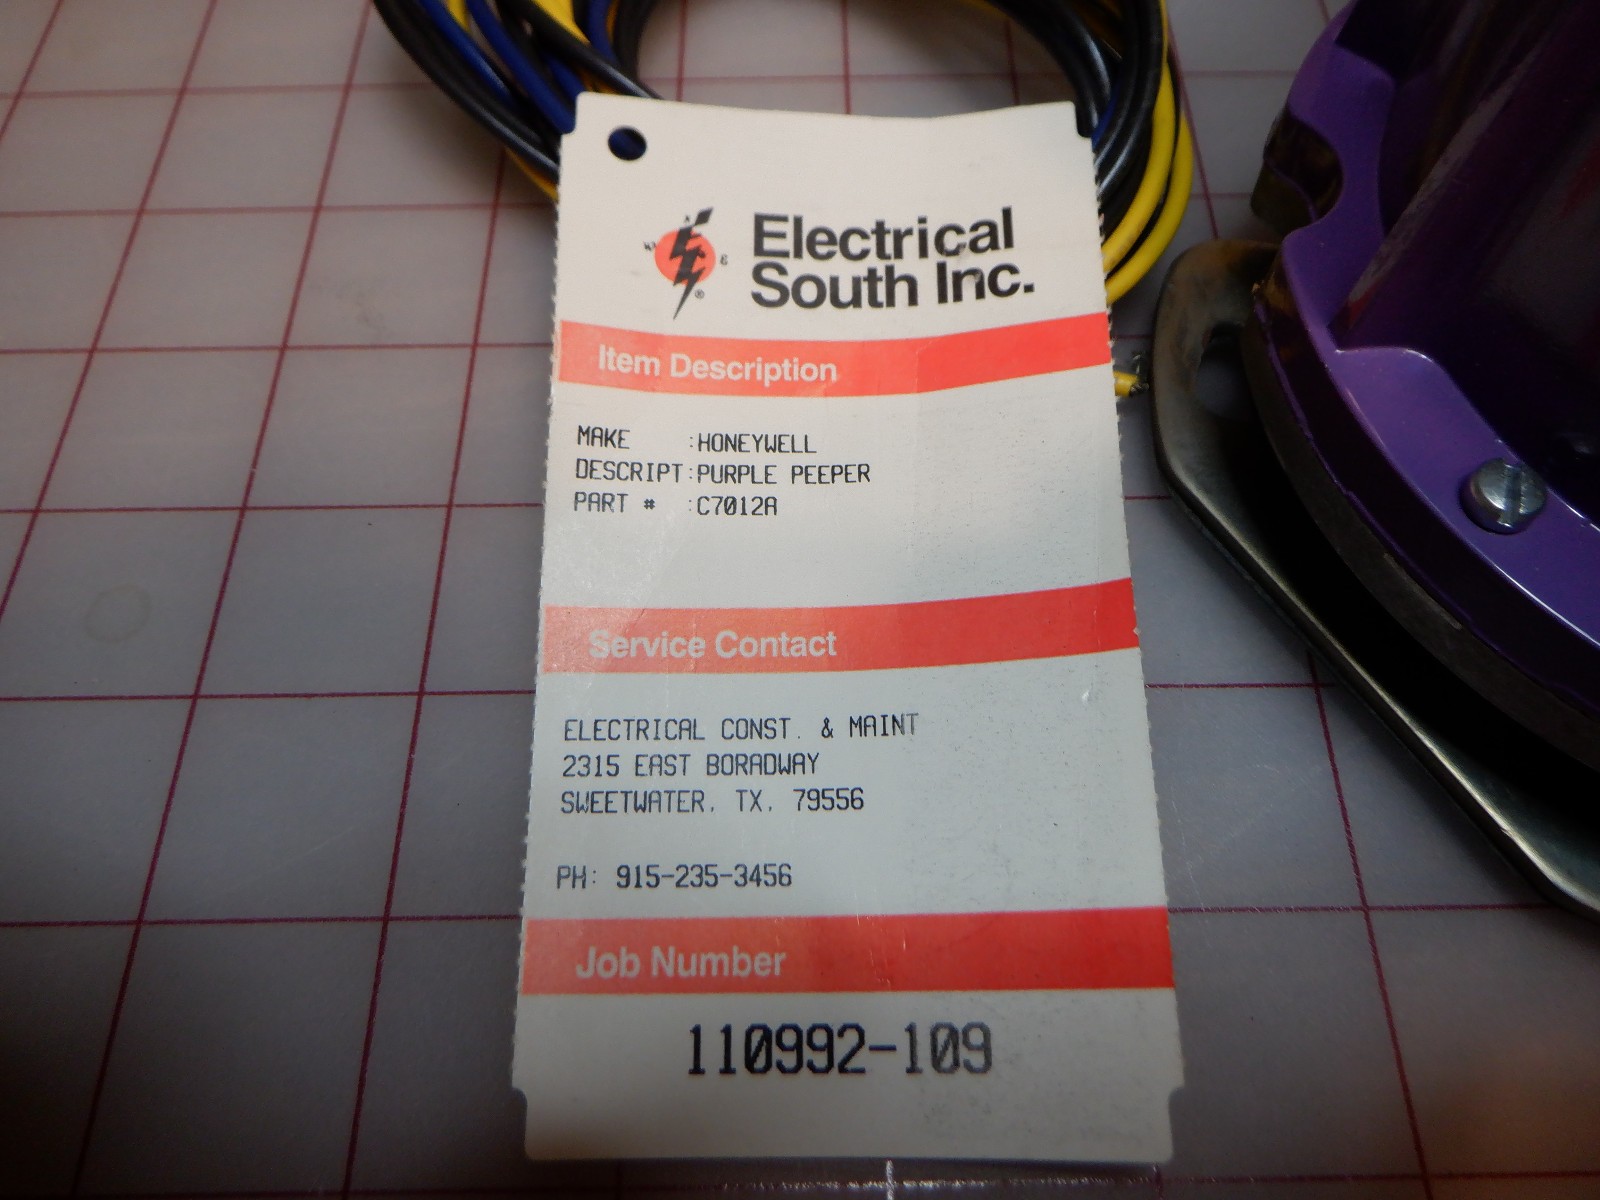 Electrical
South Inc.
Item Description
MAKE :HONEYWELL
DESCRIPT:PURPLE PEEPER
PART # :C7012A
Service Contact
ELECTRICAL CONST. & MAINT
2315 EAST BORADWAY
SWEETWATER, TX. 79556
PH: 915-235-3456
Job Number
110992-109